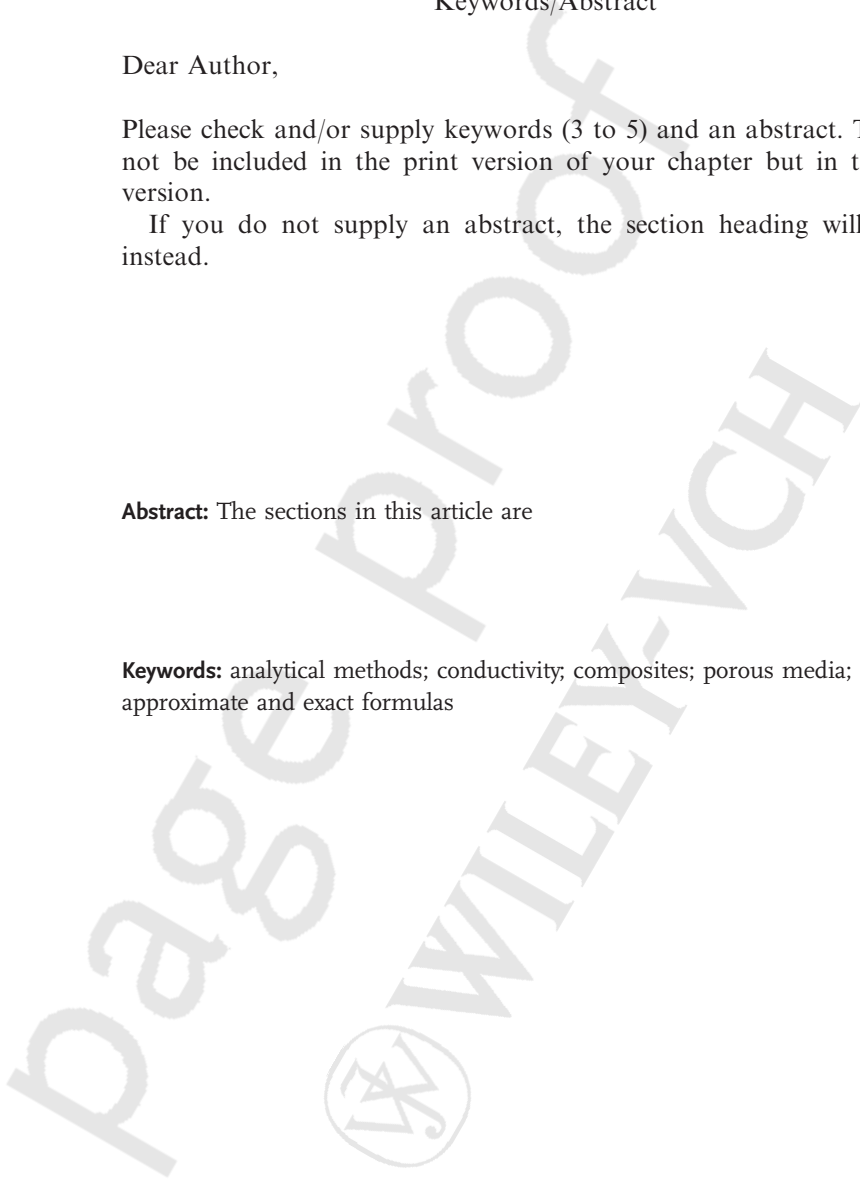 Keywords/Abstract
Dear Author,
Please check and/or supply keywords (3 to 5) and an abstract. T
not be included in the print version of your chapter but in t
version.
If you do not supply an abstract, the section heading will
instead.
Abstract: The sections in this article are
Keywords: analytical methods; conductivity; composites; porous media;
approximate and exact formulas
page proof
WILEY-VCH